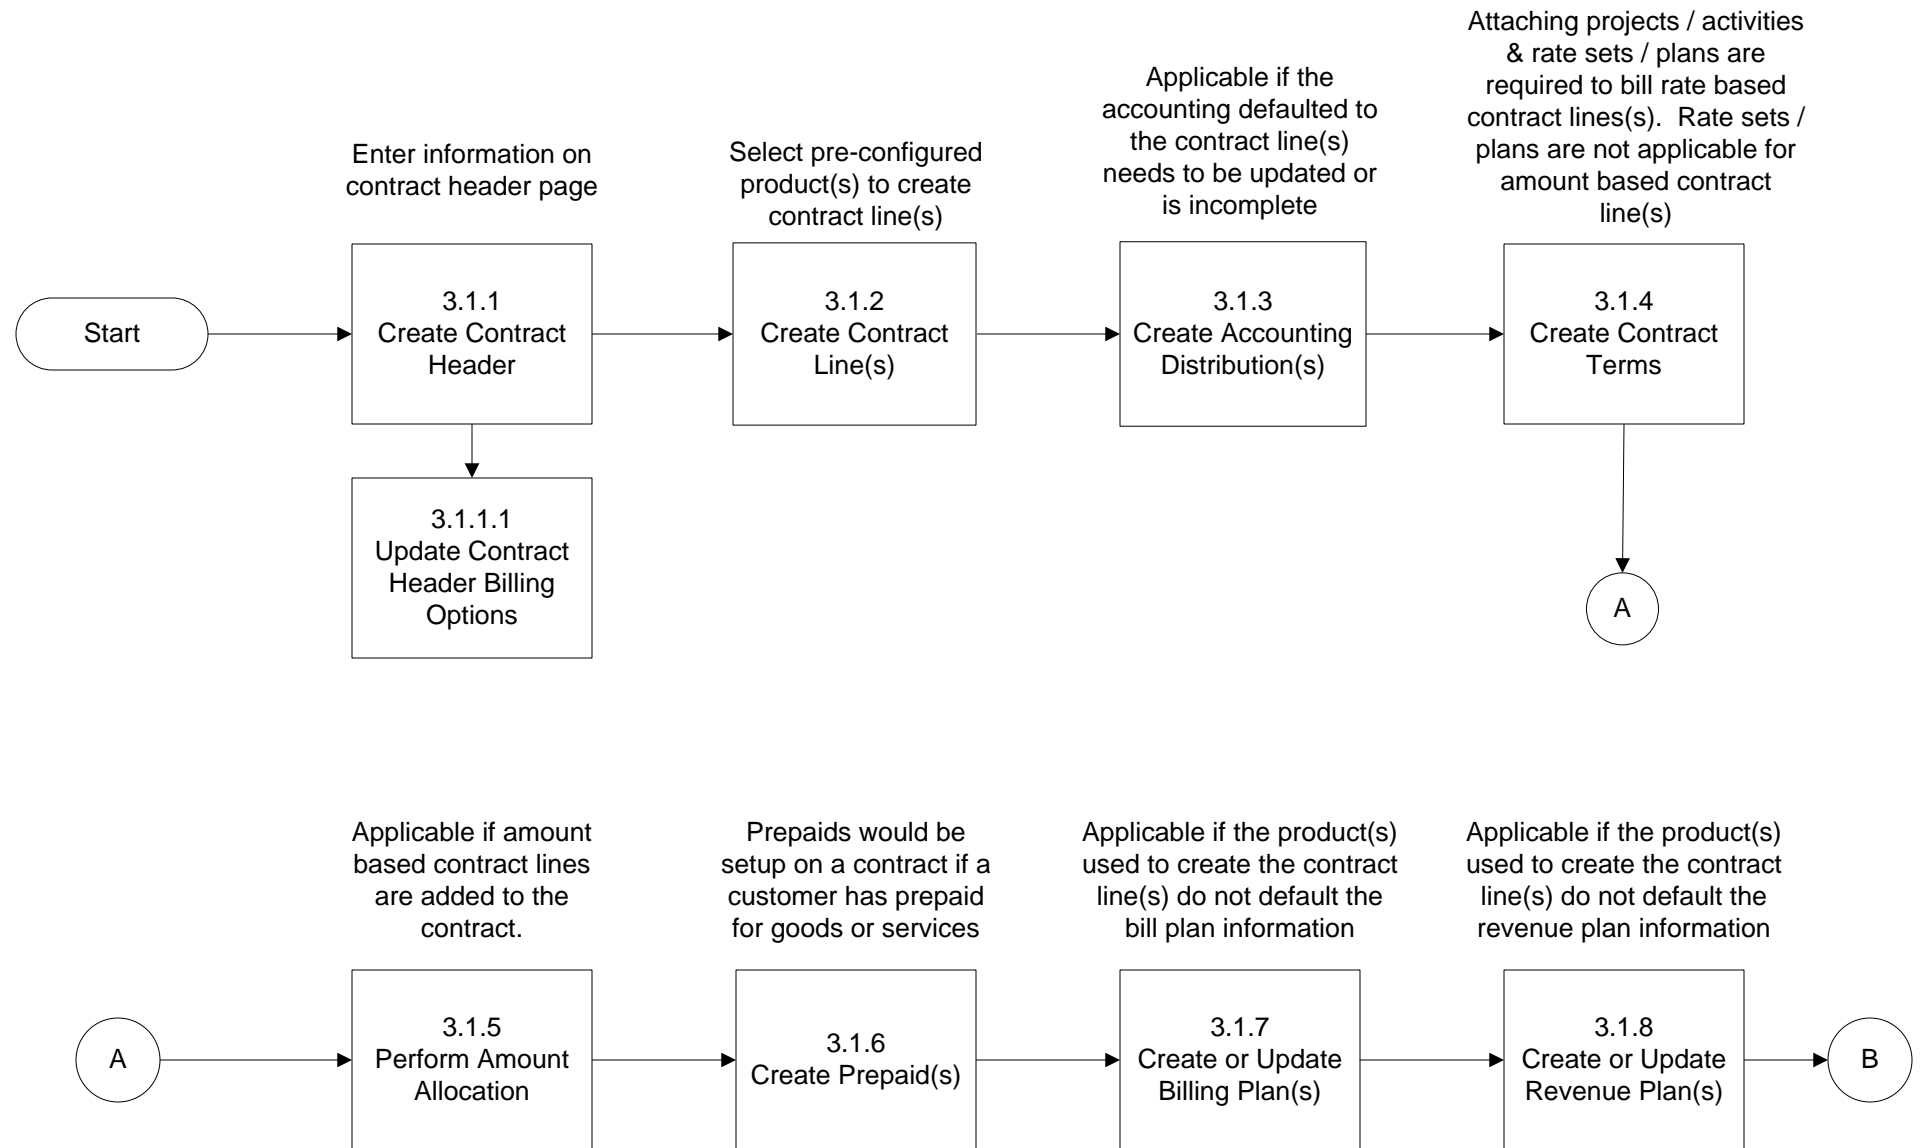 Enter information on
contract header page
Select pre-configured
product(s) to create
contract line(s)
Applicable if the
accounting defaulted to
the contract line(s)
needs to be updated or
is incomplete
Attaching projects / activities
& rate sets / plans are
required to bill rate based
contract lines(s).  Rate sets /
plans are not applicable for
amount based contract
line(s)
Start
3.1.1
Create Contract
Header
3.1.2
Create Contract
Line(s)
3.1.3
Create Accounting
Distribution(s)
3.1.4
Create Contract
Terms
3.1.1.1
Update Contract
Header Billing
Options
A
Applicable if amount
based contract lines
are added to the
contract.
Prepaids would be
setup on a contract if a
customer has prepaid
for goods or services
Applicable if the product(s)
used to create the contract
line(s) do not default the
bill plan information
Applicable if the product(s)
used to create the contract
line(s) do not default the
revenue plan information
A
3.1.5
Perform Amount
Allocation
3.1.6
Create Prepaid(s)
3.1.7
Create or Update
Billing Plan(s)
3.1.8
Create or Update
Revenue Plan(s)
B